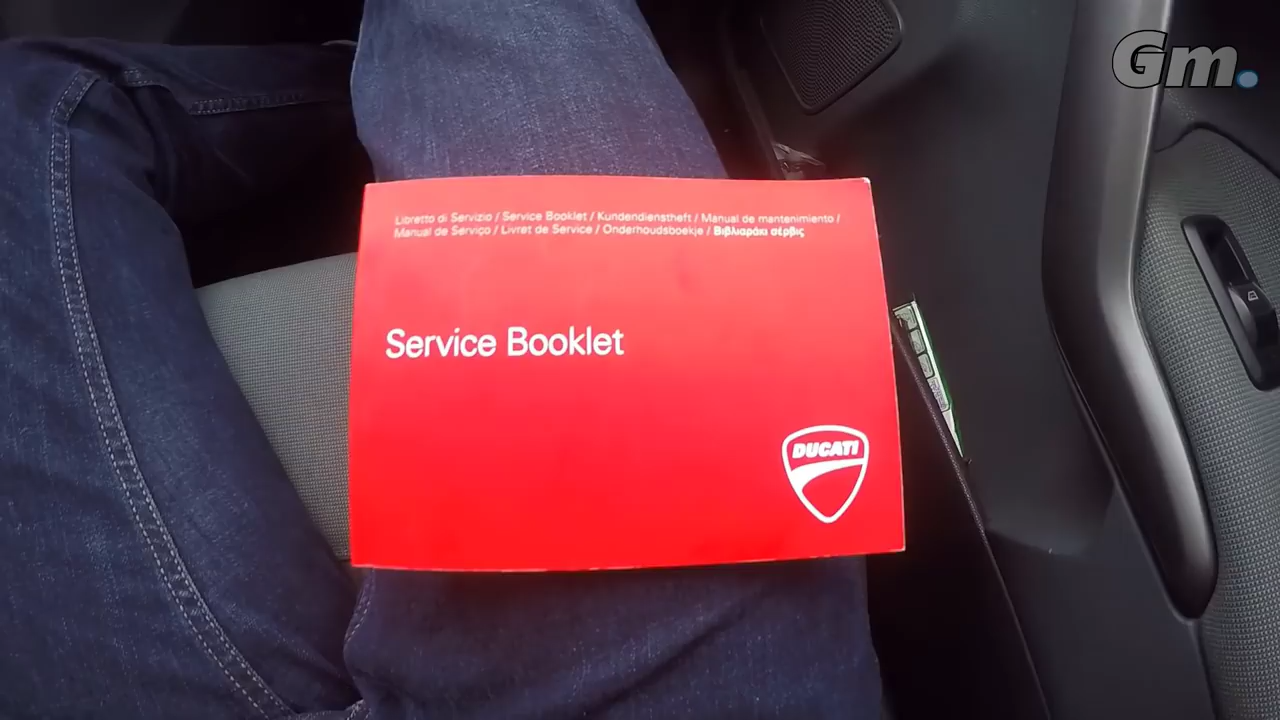 Gm.
Libretto di Servizio / Service Booklet / Kundendienstheft / Manual de mantenimiento /
Manual de Serviço / Livret de Service / Onderhoudsboekje / Βιβλιαράκι σέρβις
Service Booklet
DUCATI